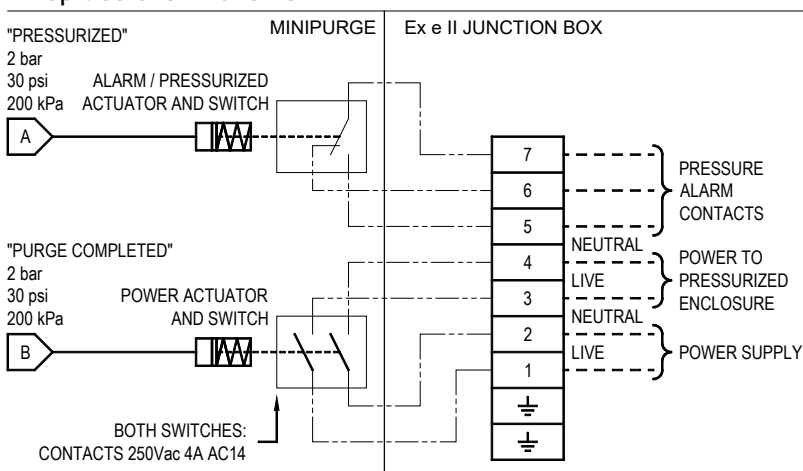 MINIPURGE
Ex e II JUNCTION BOX
"PRESSURIZED"
2 bar
30 psi
200 kPa
ALARM / PRESSURIZED
ACTUATOR AND SWITCH
A
7
6
5
4
3
2
1
PRESSURE
ALARM
CONTACTS
NEUTRAL
LIVE
POWER TO
PRESSURIZED
ENCLOSURE
NEUTRAL
LIVE
POWER SUPPLY
"PURGE COMPLETED"
2 bar
30 psi
200 kPa
POWER ACTUATOR
AND SWITCH
B
BOTH SWITCHES:
CONTACTS 250Vac 4A AC14